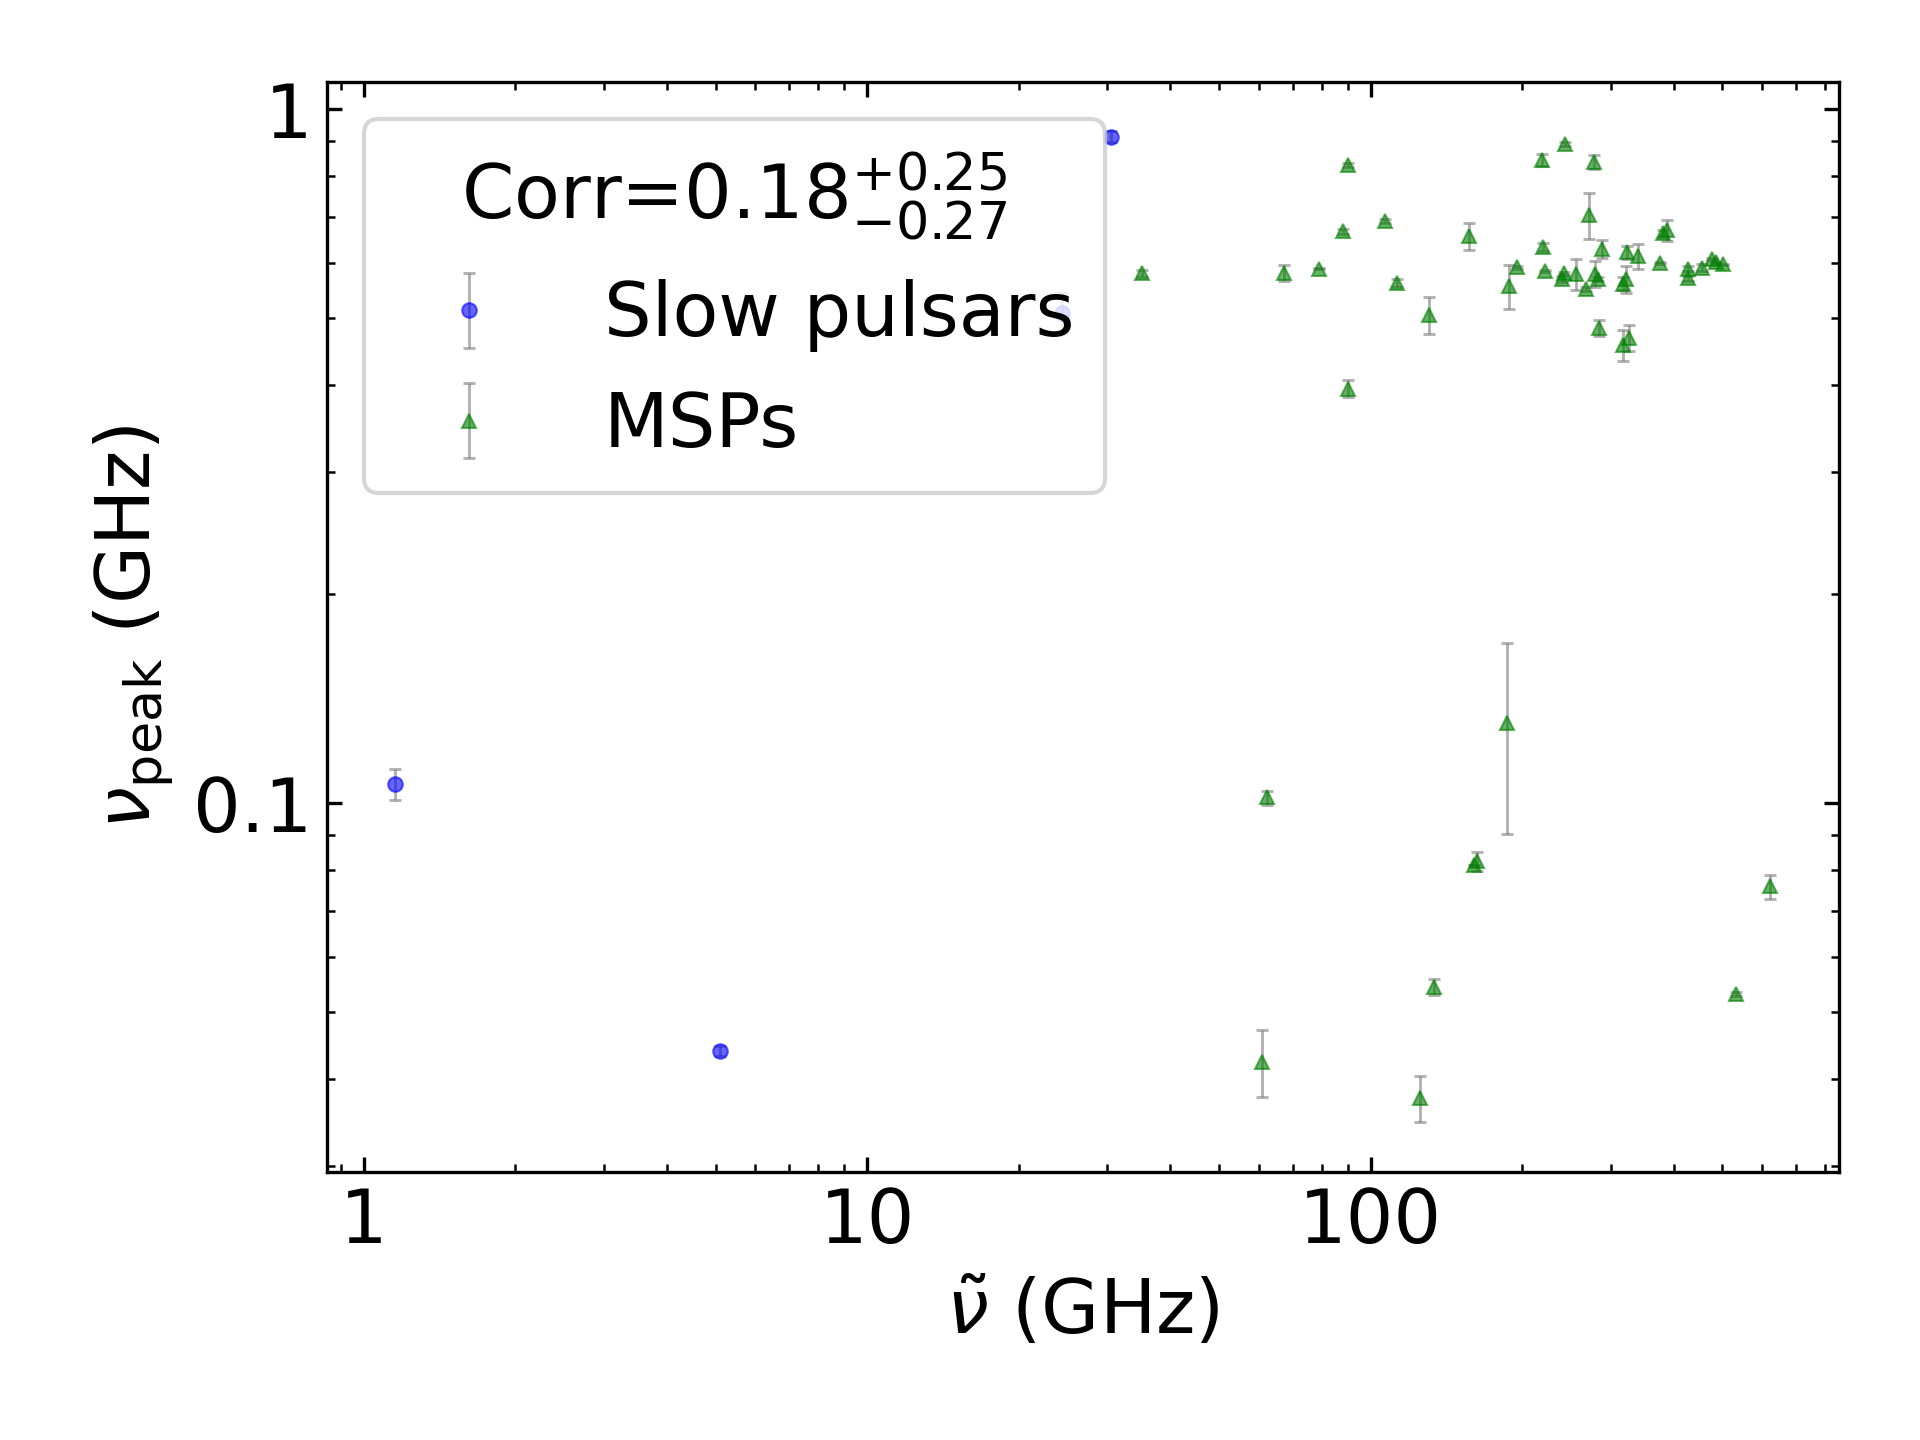 1
Corr=0.18+0.25−0.27
Slow pulsars
MSPs
0.1
1
10
100
ν̃ (GHz)
νpeak (GHz)